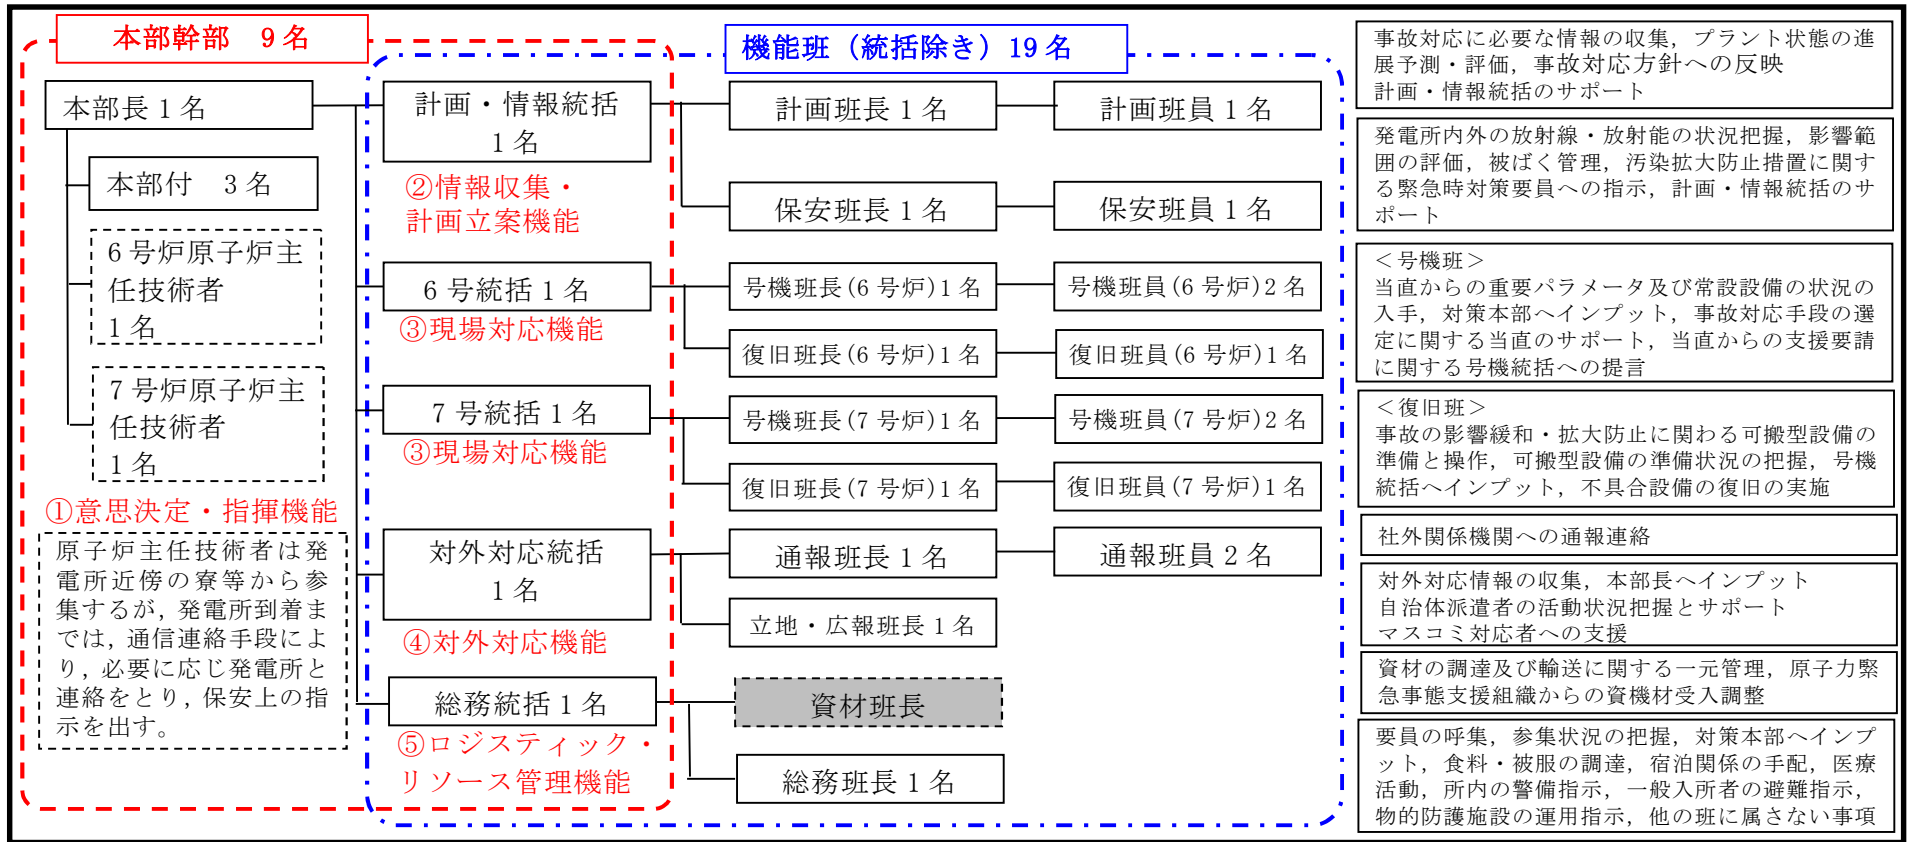 本部幹部　9名
機能班（統括除き）19名
本部長1名
本部付　3名
6号炉原子炉主
任技術者
1名
7号炉原子炉主
任技術者
1名
①意思決定・指揮機能
原子炉主任技術者は発
電所近傍の寮等から参
集するが，発電所到着ま
では，通信連絡手段によ
り，必要に応じ発電所と
連絡をとり，保安上の指
示を出す。
計画・情報統括
1名
②情報収集・
計画立案機能
6号統括1名
③現場対応機能
7号統括1名
③現場対応機能
対外対応統括
1名
④対外対応機能
総務統括1名
⑤ロジスティック・
リソース管理機能
計画班長1名
計画班員1名
保安班長1名
保安班員1名
号機班長(6号炉)1名
号機班員(6号炉)2名
復旧班長(6号炉)1名
復旧班員(6号炉)1名
号機班長(7号炉)1名
号機班員(7号炉)2名
復旧班長(7号炉)1名
復旧班員(7号炉)1名
通報班長1名
通報班員2名
立地・広報班長1名
資材班長
総務班長1名
事故対応に必要な情報の収集，プラント状態の進
展予測・評価，事故対応方針への反映
計画・情報統括のサポート
発電所内外の放射線・放射能の状況把握，影響範
囲の評価，被ばく管理，汚染拡大防止措置に関す
る緊急時対策要員への指示，計画・情報統括のサ
ポート
＜号機班＞
当直からの重要パラメータ及び常設設備の状況の
入手，対策本部へインプット，事故対応手段の選
定に関する当直のサポート，当直からの支援要請
に関する号機統括への提言
＜復旧班＞
事故の影響緩和・拡大防止に関わる可搬型設備の
準備と操作，可搬型設備の準備状況の把握，号機
統括へインプット，不具合設備の復旧の実施
社外関係機関への通報連絡
対外対応情報の収集，本部長へインプット
自治体派遣者の活動状況把握とサポート
マスコミ対応者への支援
資材の調達及び輸送に関する一元管理，原子力緊
急事態支援組織からの資機材受入調整
要員の呼集，参集状況の把握，対策本部へインプ
ット，食料・被服の調達，宿泊関係の手配，医療
活動，所内の警備指示，一般入所者の避難指示，
物的防護施設の運用指示，他の班に属さない事項